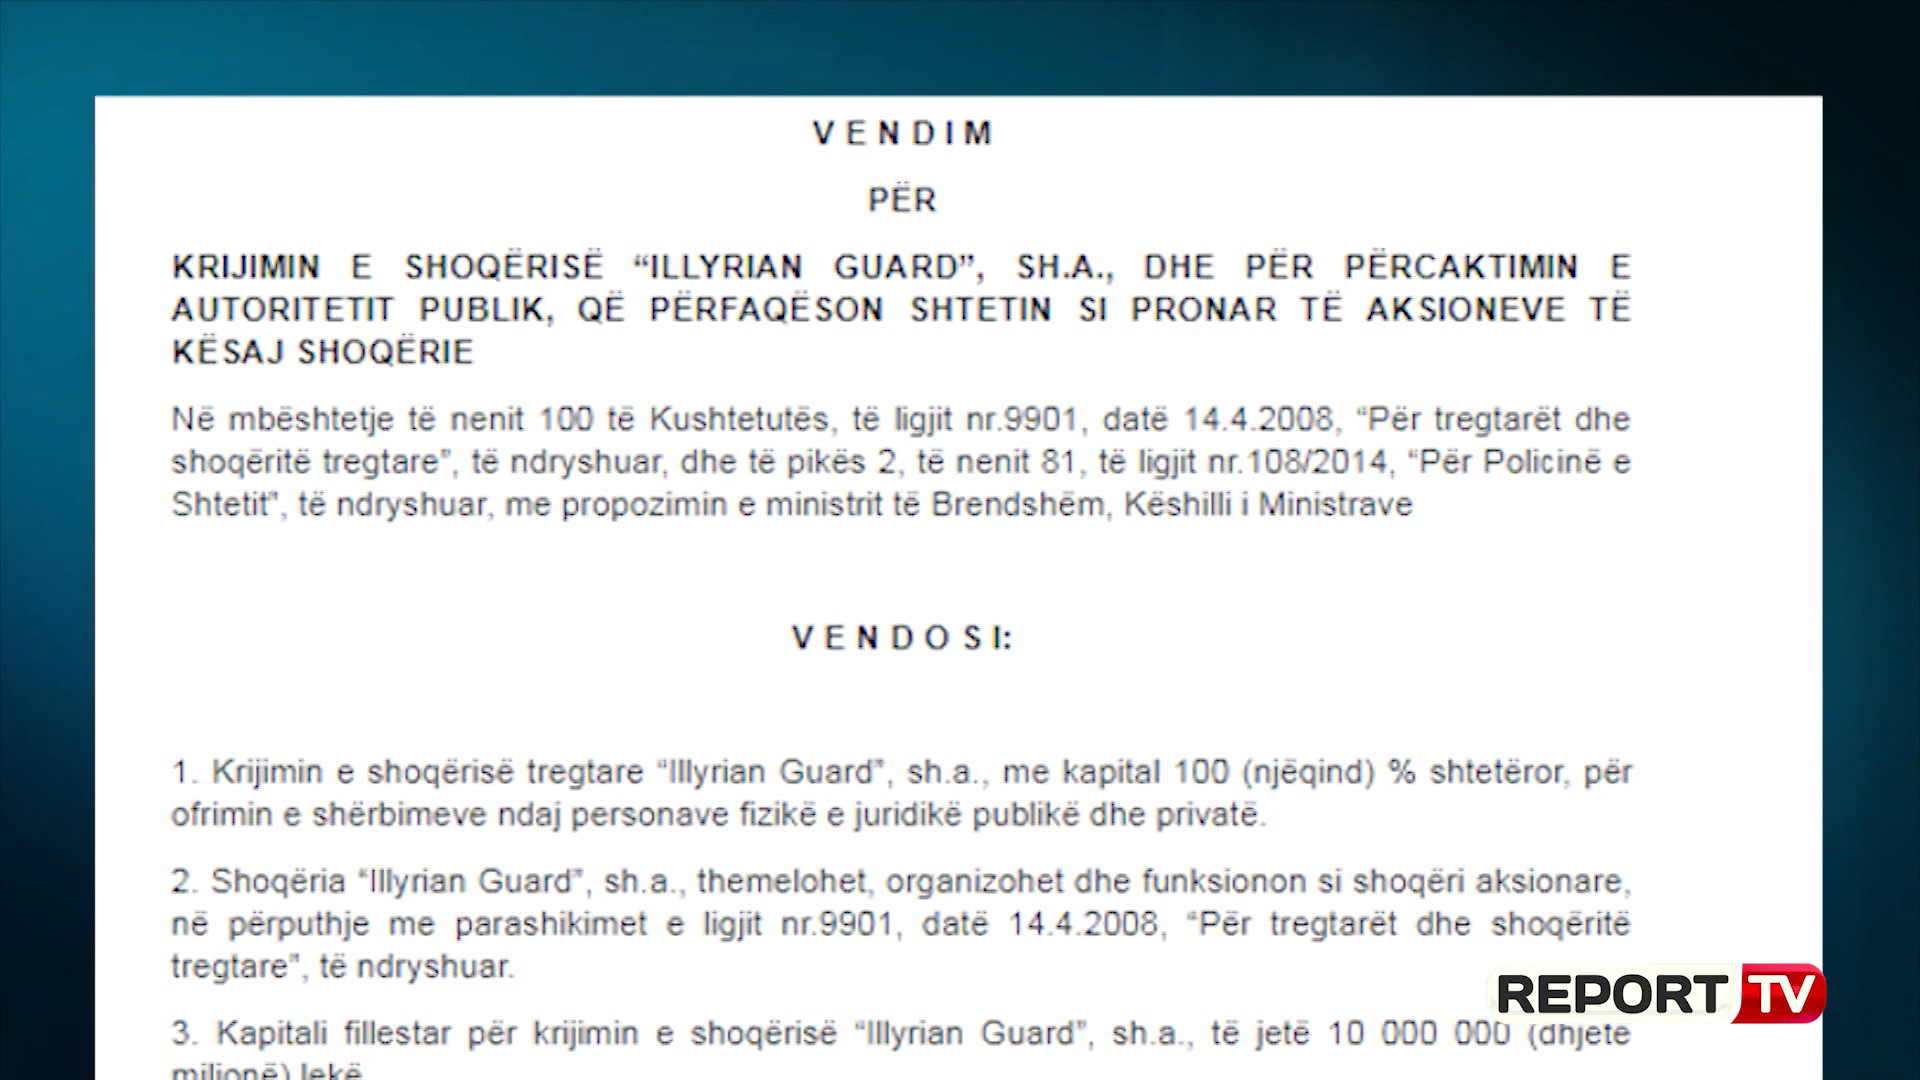 VENDIM
PËR
KRIJIMIN E SHOQËRISË “ILLYRIAN GUARD”, SH.A., DHE PËR PËRCAKTIMIN E
AUTORITETIT PUBLIK, QË PËRFAQËSON SHTETIN SI PRONAR TË AKSIONEVE TË
KËSAJ SHOQËRIE
Në mbështetje të nenit 100 të Kushtetutës, të ligjit nr.9901, datë 14.4.2008, “Për tregtarët dhe
shoqëritë tregtare”, të ndryshuar, dhe të pikës 2, të nenit 81, të ligjit nr.108/2014, “Për Policinë e
Shtetit”, të ndryshuar, me propozimin e ministrit të Brendshëm, Këshilli i Ministrave
VENDOSI:
1. Krijimin e shoqërisë tregtare “Illyrian Guard”, sh.a., me kapital 100 (njëqind) % shtetëror, për
ofrimin e shërbimeve ndaj personave fizikë e juridikë publikë dhe privatë.
2. Shoqëria “Illyrian Guard”, sh.a., themelohet, organizohet dhe funksionon si shoqëri aksionare,
në përputhje me parashikimet e ligjit nr.9901, datë 14.4.2008, “Për tregtarët dhe shoqëritë
tregtare”, të ndryshuar.
REPORT TV
3. Kapitali fillestar për krijimin e shoqërisë “Illyrian Guard”, sh.a., të jetë 10 000 000 (dhjetë
milionë) lekë